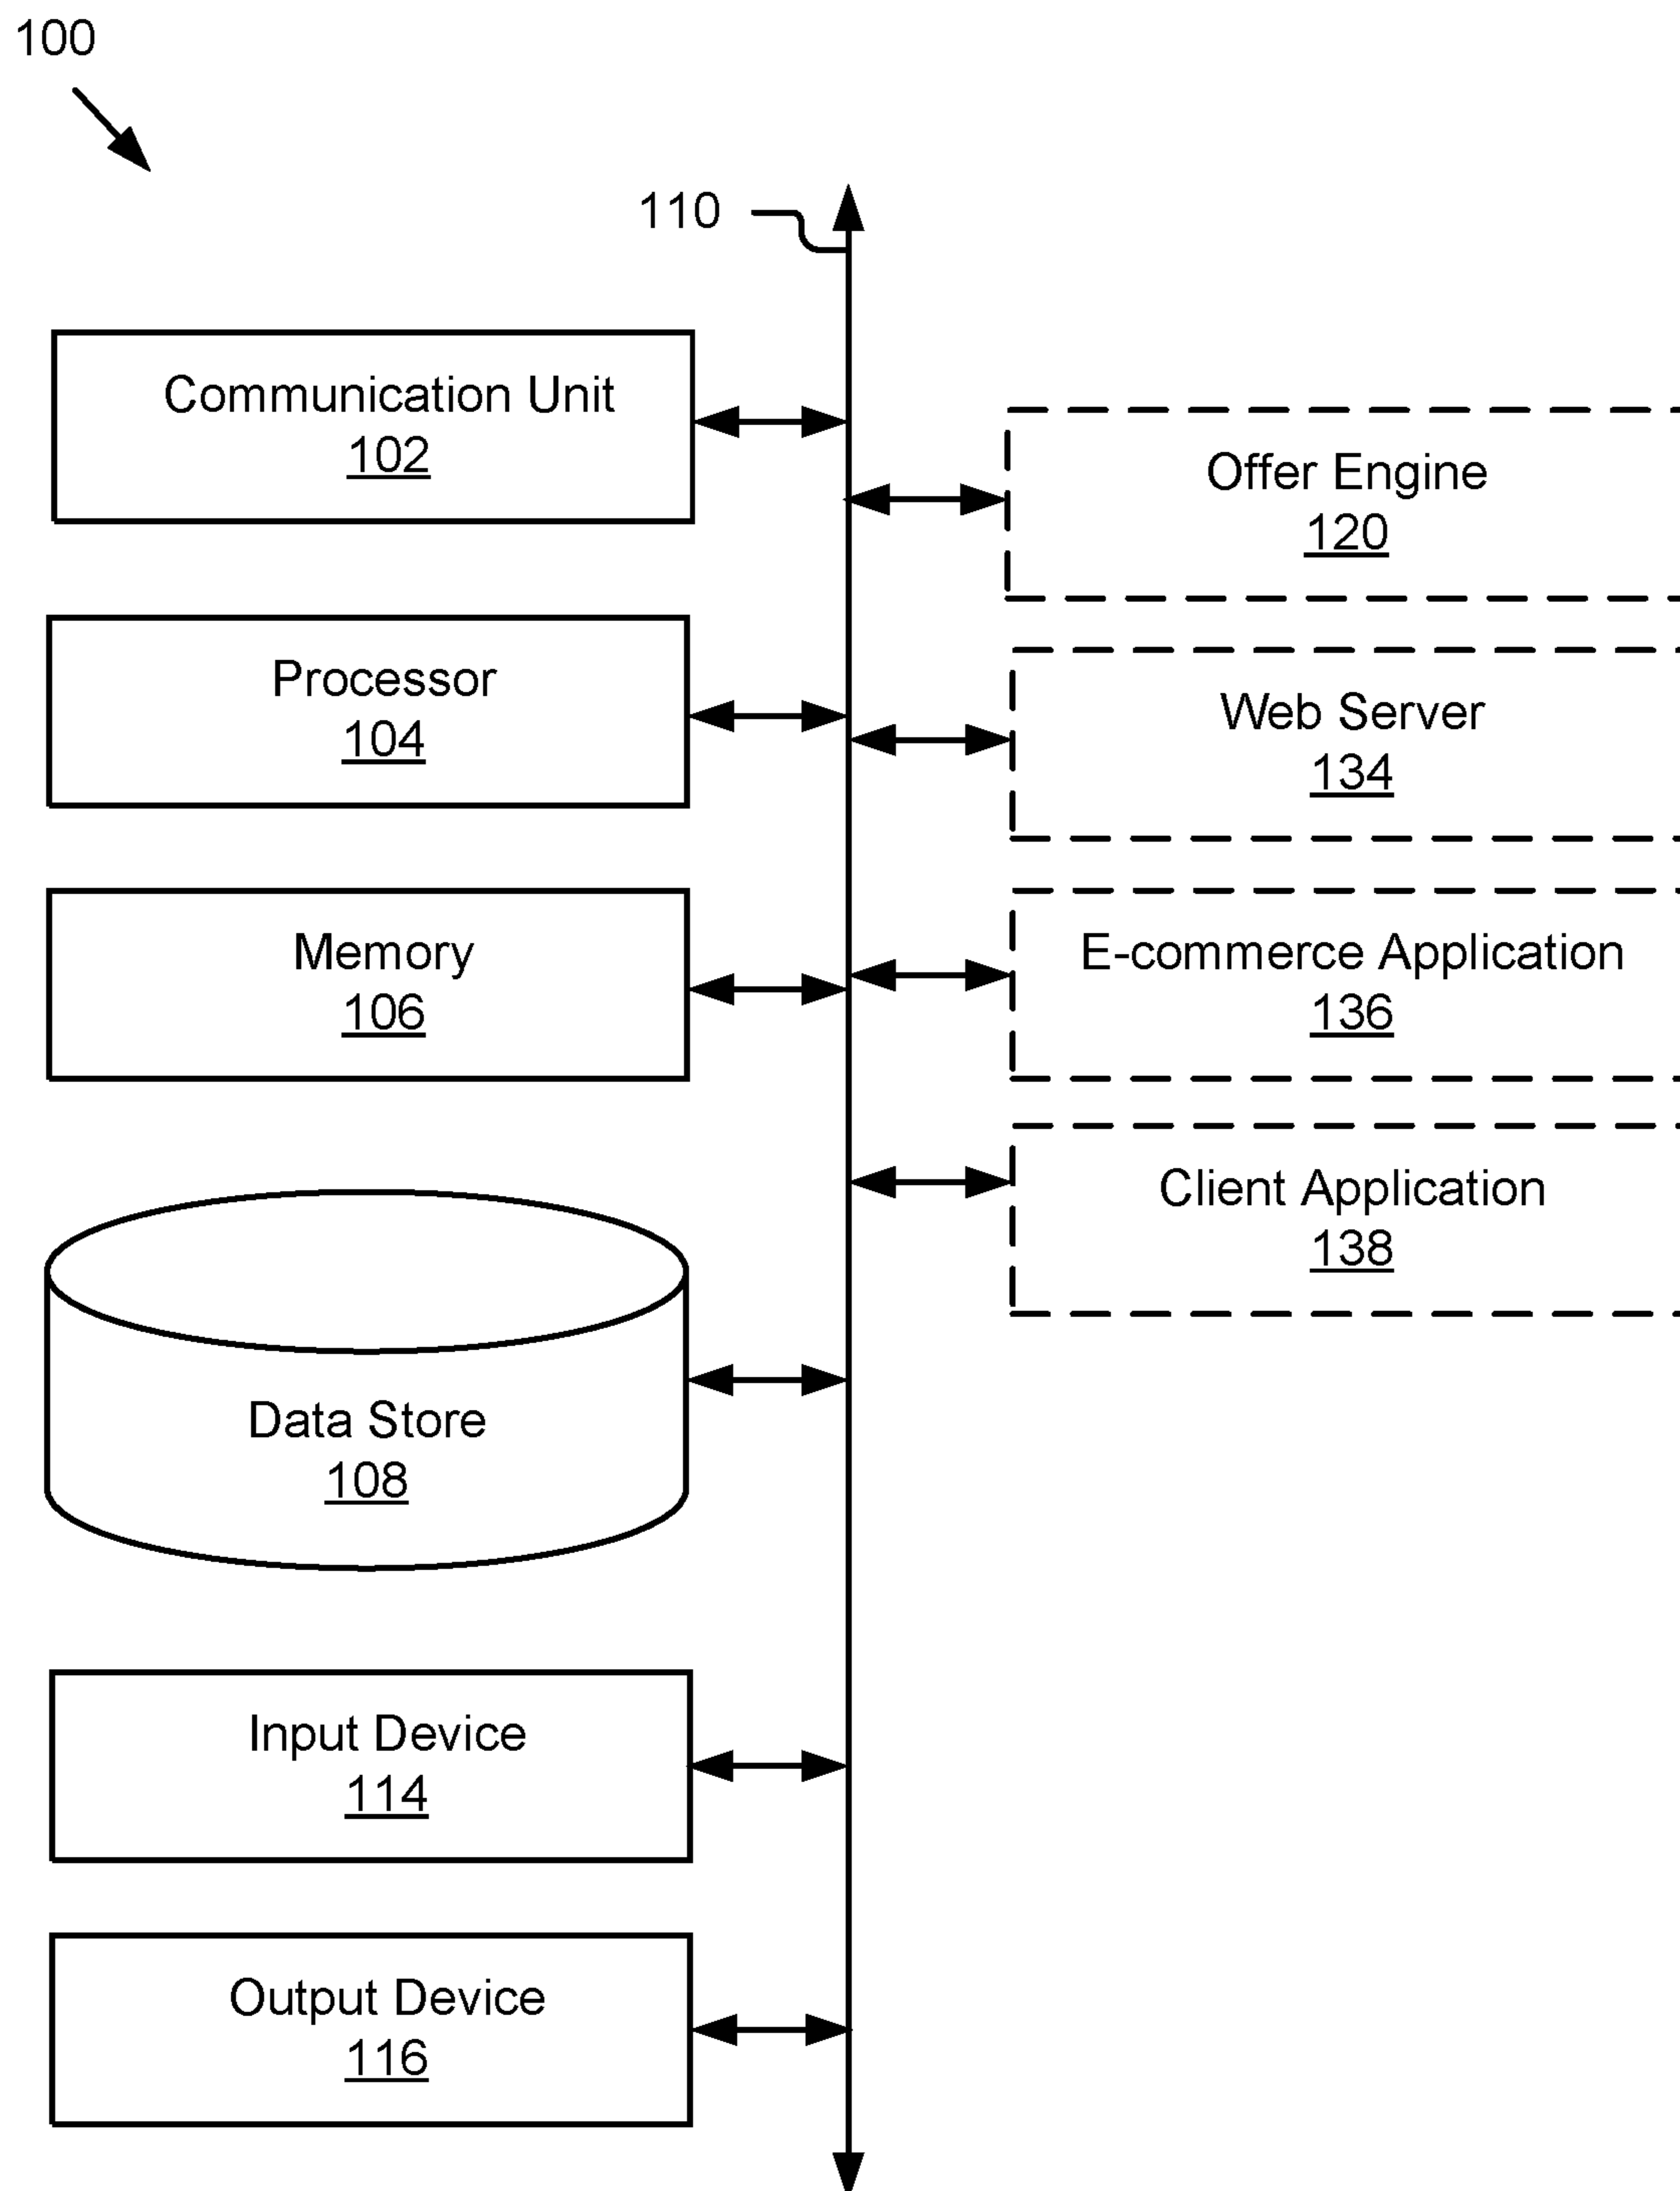 100
110
Communication Unit
102
Offer Engine
120
Processor
104
Web Server
134
Memory
106
E-commerce Application
136
Client Application
138
Data Store
108
Input Device
114
Output Device
116